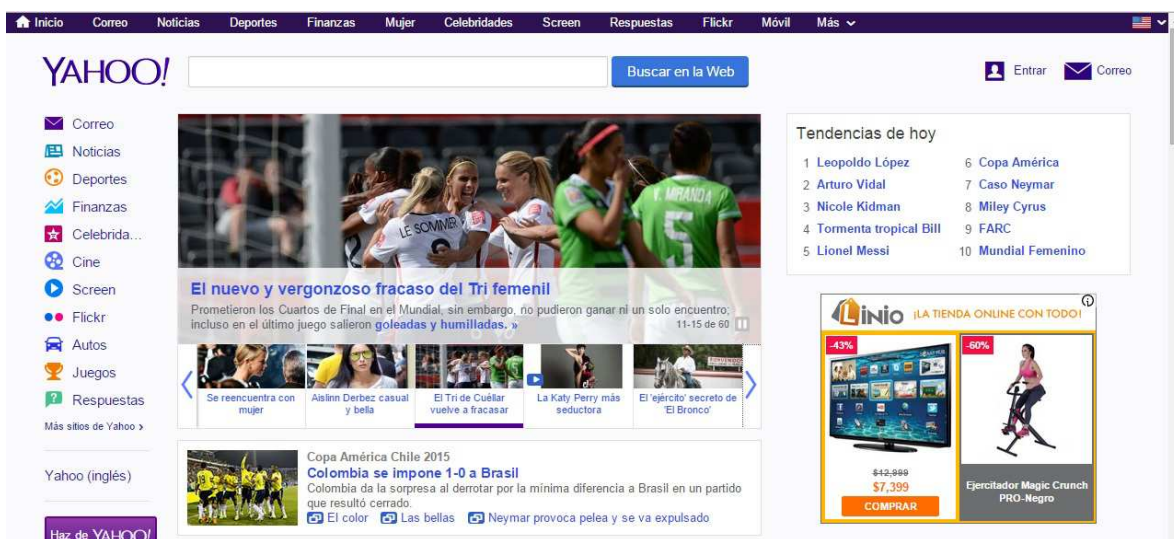 Inicio Correo Noticias Deportes Finanzas Mujer Celebridades Screen Respuestas Flickr Móvil Más
YAHOO!
Buscar en la Web
Entrar
Correo
Correo
Noticias
Deportes
Finanzas
Celebrida...
Cine
Screen
Flickr
Autos
Juegos
Respuestas
Más sitios de Yahoo >
Yahoo (inglés)
Haz de YAHOO!
LE SOMMER
9
V. MIRANDA
5
El nuevo y vergonzoso fracaso del Tri femenil
Prometieron los Cuartos de Final en el Mundial, sin embargo, no pudieron ganar ni un solo encuentro;
incluso en el último juego salieron goleadas y humilladas. »
11-15 de 60
Se reencuentra con
mujer
Aislinn Derbez casual
y bella
El Tri de Cuéllar
vuelve a fracasar
La Katy Perry más
seductora
El 'ejército' secreto de
'El Bronco'
Copa América Chile 2015
Colombia se impone 1-0 a Brasil
Colombia da la sorpresa al derrotar por la mínima diferencia a Brasil en un partido
que resultó cerrado.
El color Las bellas Neymar provoca pelea y se va expulsado
Tendencias de hoy
1 Leopoldo López
2 Arturo Vidal
3 Nicole Kidman
4 Tormenta tropical Bill
5 Lionel Messi
6 Copa América
7 Caso Neymar
8 Miley Cyrus
9 FARC
10 Mundial Femenino
Linio ¡LA TIENDA ONLINE CON TODO!
-43%
$12,999
$7,399
COMPRAR
-60%
Ejercitador Magic Crunch
PRO-Negro